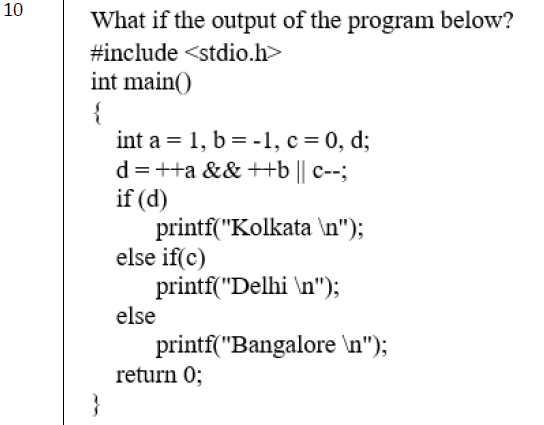 10
What if the output of the program below?
#include <stdio.h>
int main()
{
int a = 1, b = -1, c = 0, d;
d = ++a && ++b || c--;
if (d)
printf("Kolkata \n");
else if(c)
printf("Delhi \n");
else
printf("Bangalore \n");
return 0;
}